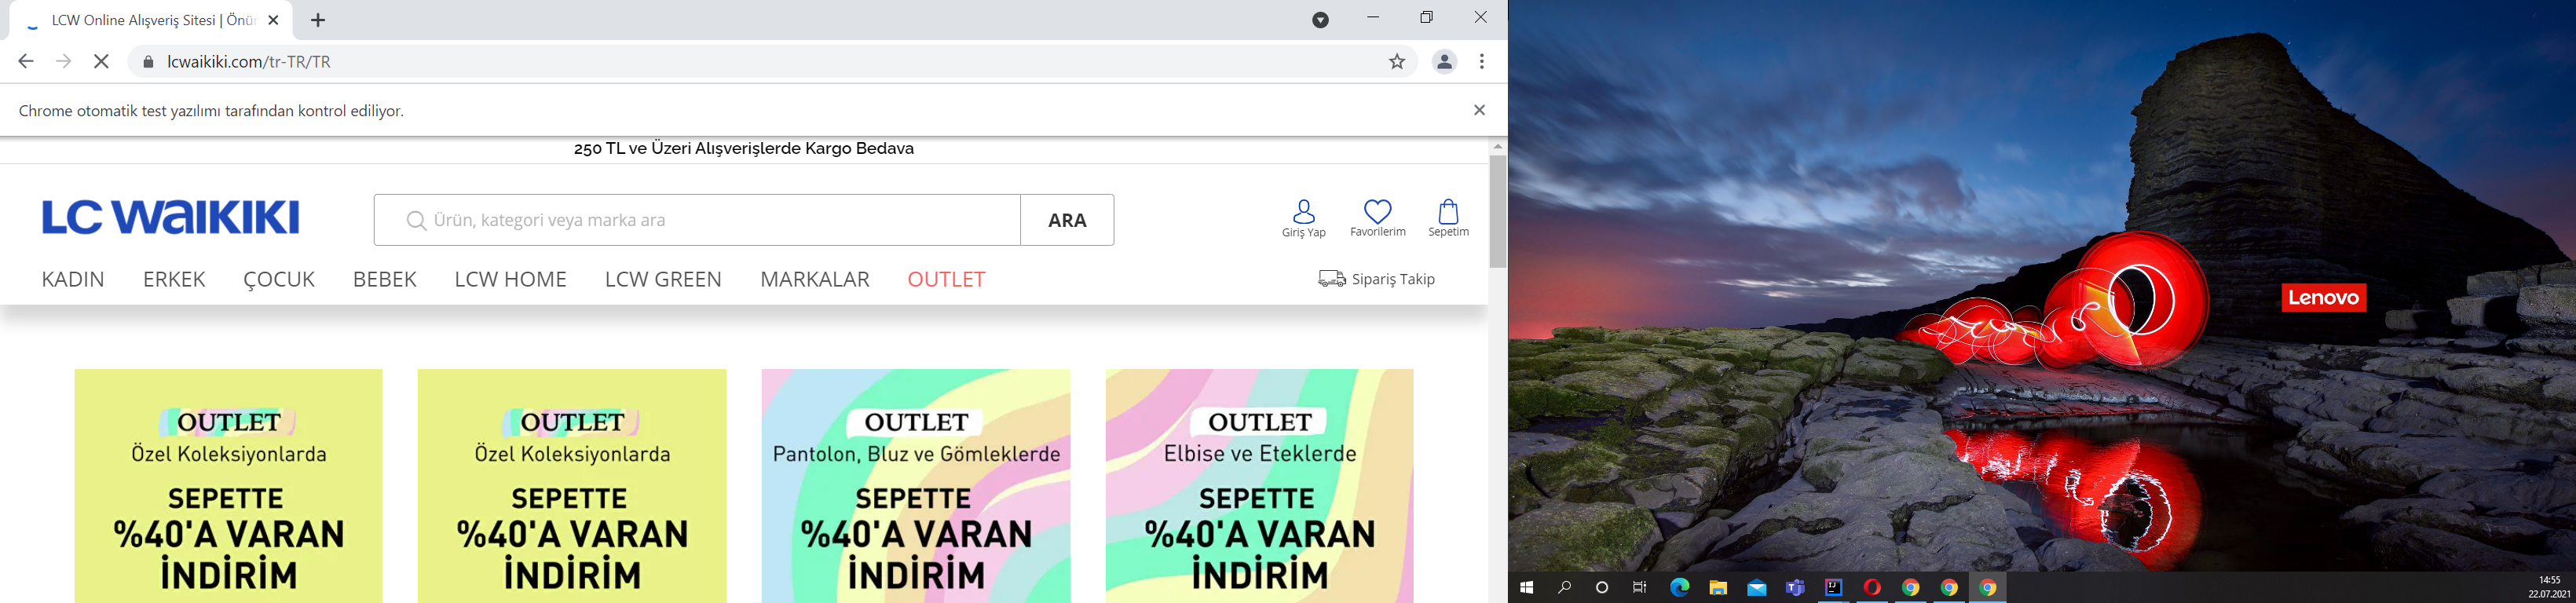 LCW Online Alışveriş Sitesi | Önür
lcwaikiki.com/tr-TR/TR
Chrome otomatik test yazılımı tarafından kontrol ediliyor.
250 TL ve Üzeri Alışverişlerde Kargo Bedava
LC WAIKIKI
Ürün, kategori veya marka ara
ARA
Giriş Yap
Favorilerim
Sepetim
KADIN ERKEK ÇOCUK BEBEK LCW HOME LCW GREEN MARKALAR OUTLET
Sipariş Takip
OUTLET
Özel Koleksiyonlarda
SEPETTE
%40'A VARAN
İNDİRİM
OUTLET
Özel Koleksiyonlarda
SEPETTE
%40'A VARAN
İNDİRİM
OUTLET
Pantolon, Bluz ve Gömleklerde
SEPETTE
%40'A VARAN
İNDİRİM
OUTLET
Elbise ve Eteklerde
SEPETTE
%40'A VARAN
İNDİRİM
Lenovo
14:55
22.07.2021